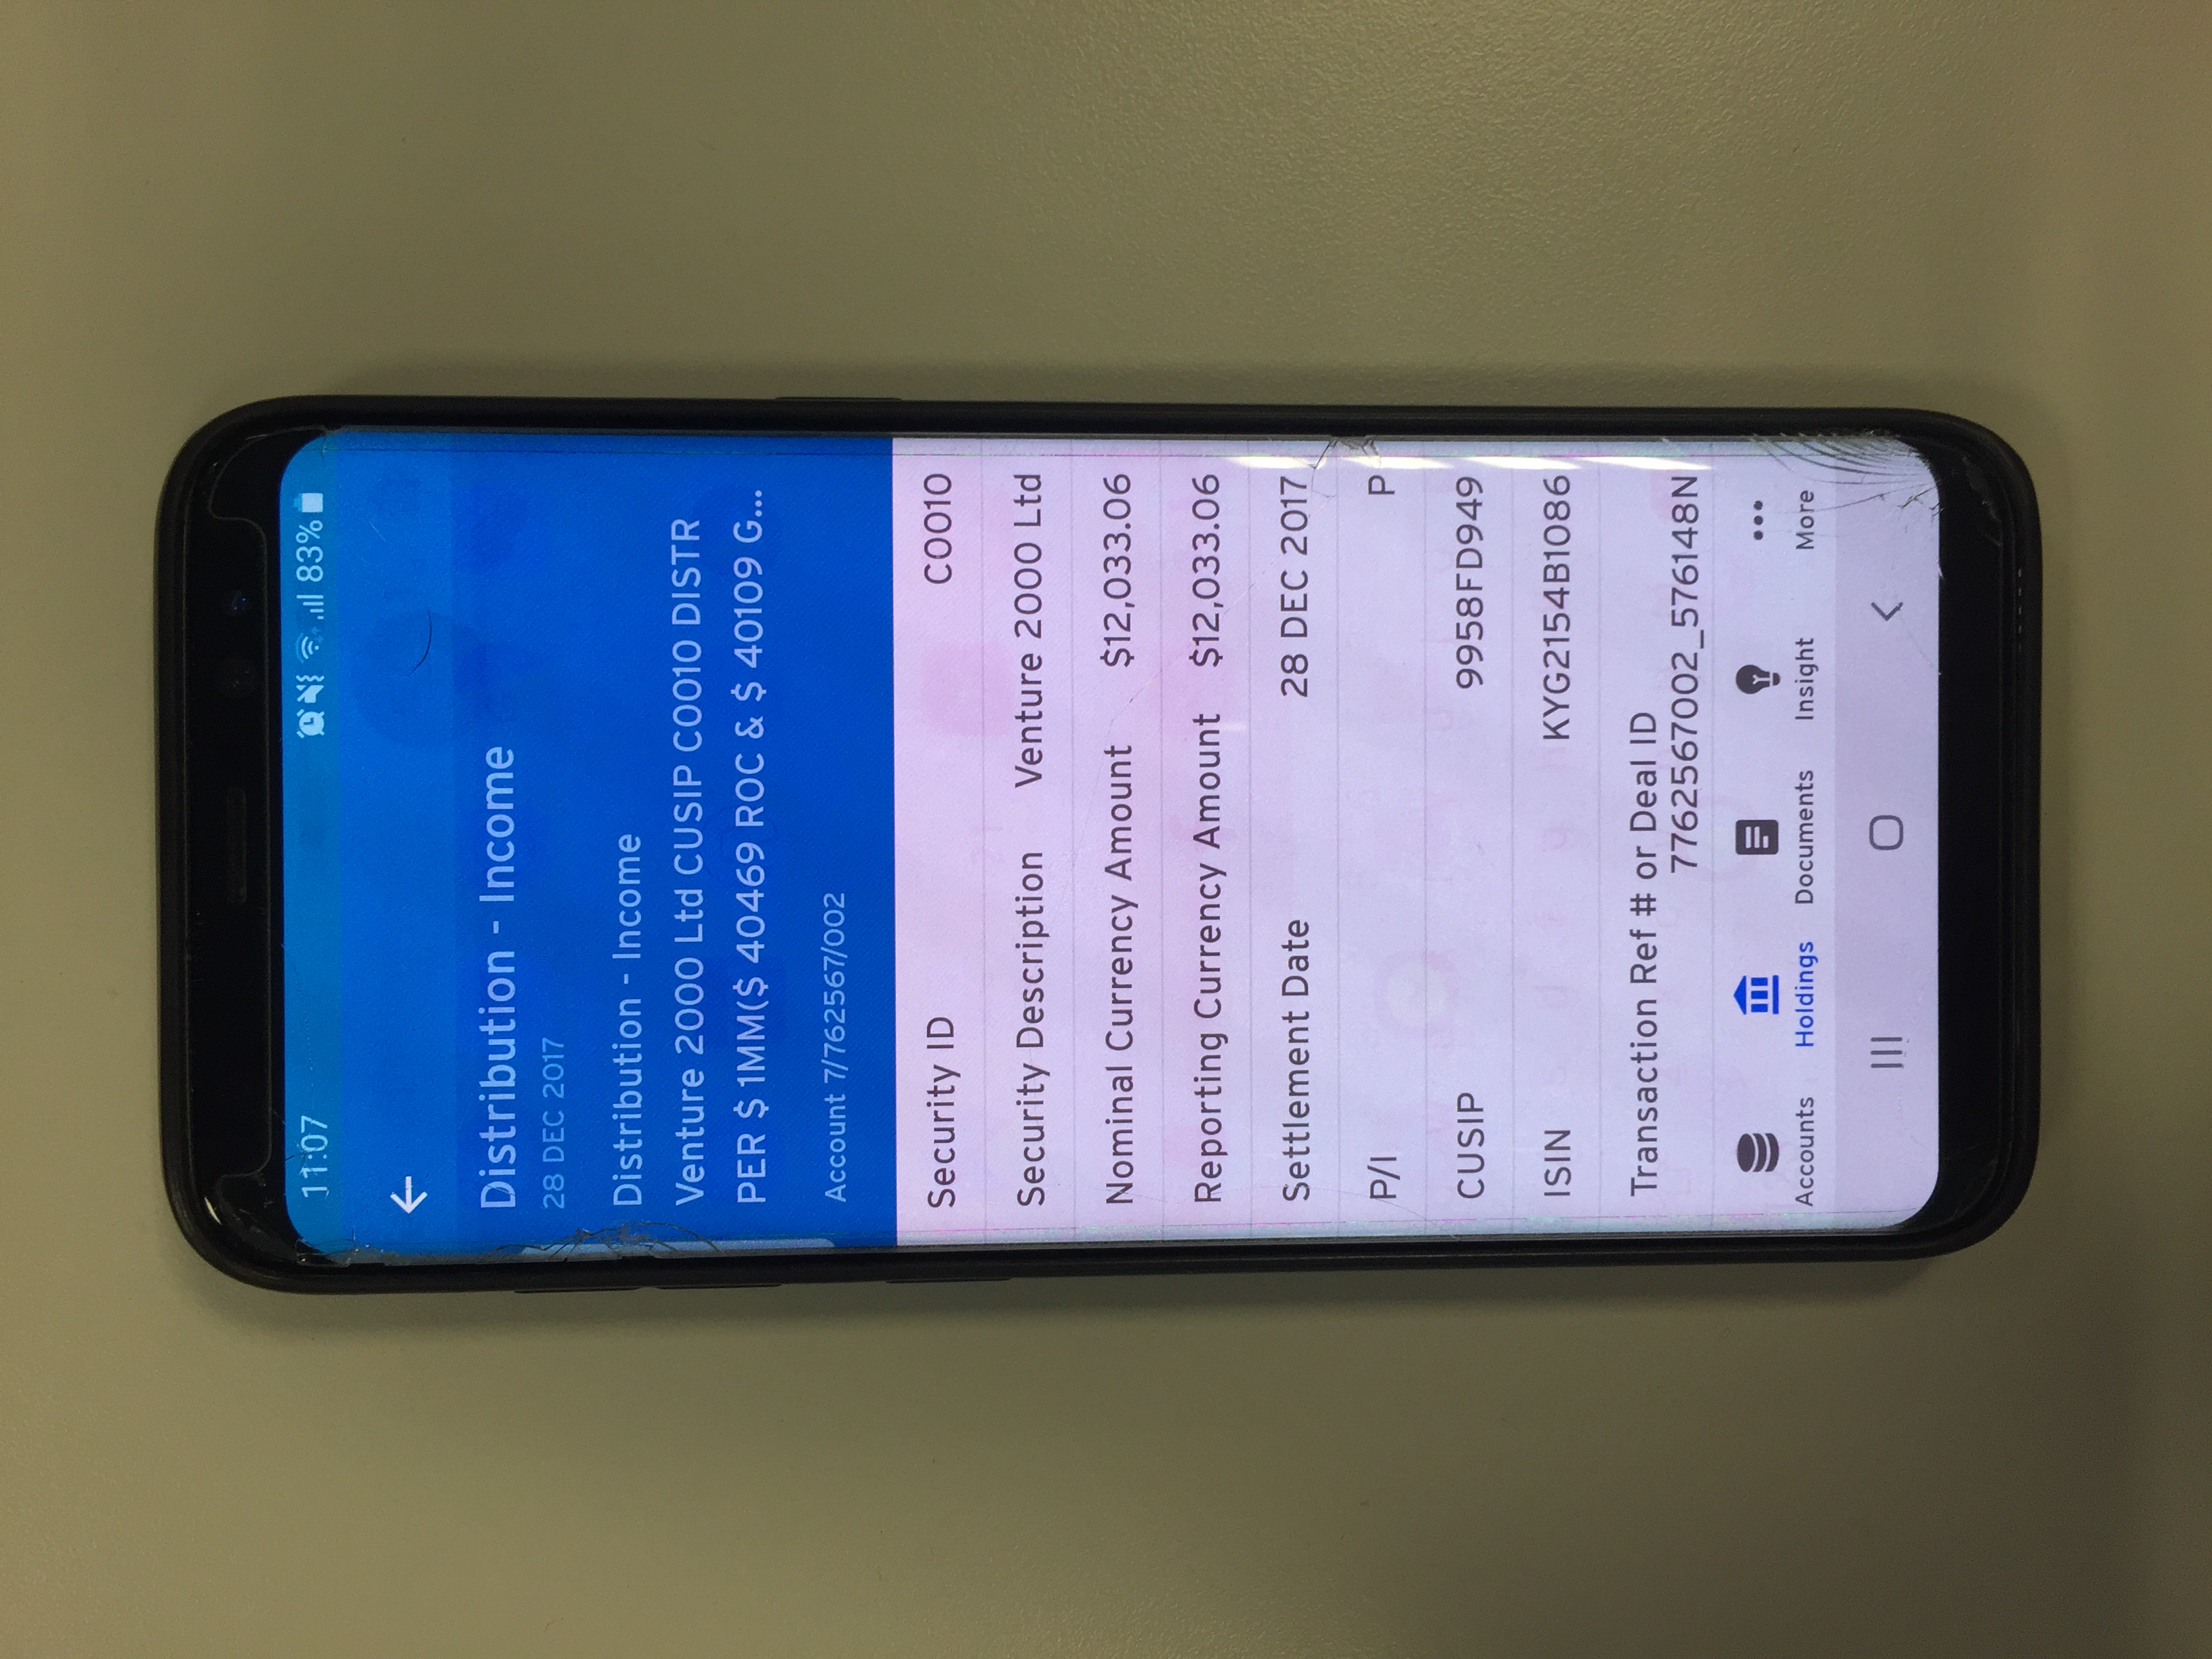 11:07 83%
Distribution - Income
28 DEC 2017
Distribution - Income
Venture 2000 Ltd CUSIP C0010 DISTR
PER $ 1MM($ 40469 ROC & $ 40109 G...
Account 7/762567/002
Security ID C0010
Security Description Venture 2000 Ltd
Nominal Currency Amount $12,033.06
Reporting Currency Amount $12,033.06
Settlement Date 28 DEC 2017
P/I P
CUSIP 9958FD949
ISIN KYG2154B1086
Transaction Ref # or Deal ID
7762567002_576148N
Accounts Holdings Documents Insight More